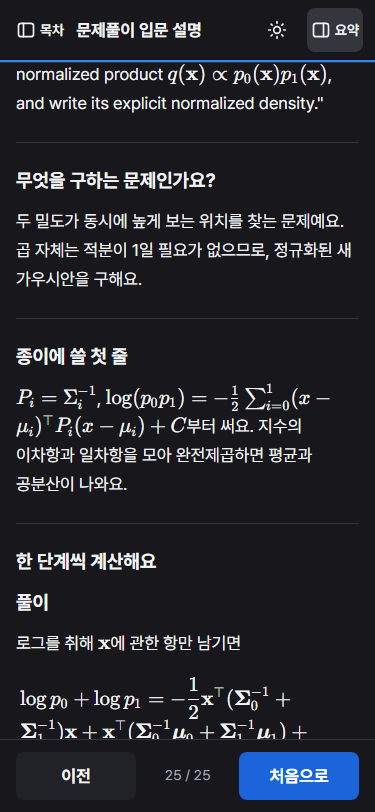 목차 문제풀이 입문 설명 요약
normalized product q(𝐱) ∝ p₀(𝐱)p₁(𝐱),
and write its explicit normalized density."
무엇을 구하는 문제인가요?
두 밀도가 동시에 높게 보는 위치를 찾는 문제예요.
곱 자체는 적분이 1일 필요가 없으므로, 정규화된 새
가우시안을 구해요.
종이에 쓸 첫 줄
Pᵢ = Σᵢ⁻¹, log(p₀p₁) = −½ ∑ᵢ₌₀¹(x −
μᵢ)⊤Pᵢ(x − μᵢ) + C부터 써요. 지수의
이차항과 일차항을 모아 완전제곱하면 평균과
공분산이 나와요.
한 단계씩 계산해요
풀이
로그를 취해 𝐱에 관한 항만 남기면
log p₀ + log p₁ = −1/2 𝐱⊤(𝚺₀⁻¹ +
𝚺₁⁻¹)𝐱 + 𝐱⊤(𝚺₀⁻¹𝝁₀ + 𝚺₁⁻¹𝝁₁) +
이전 25 / 25 처음으로